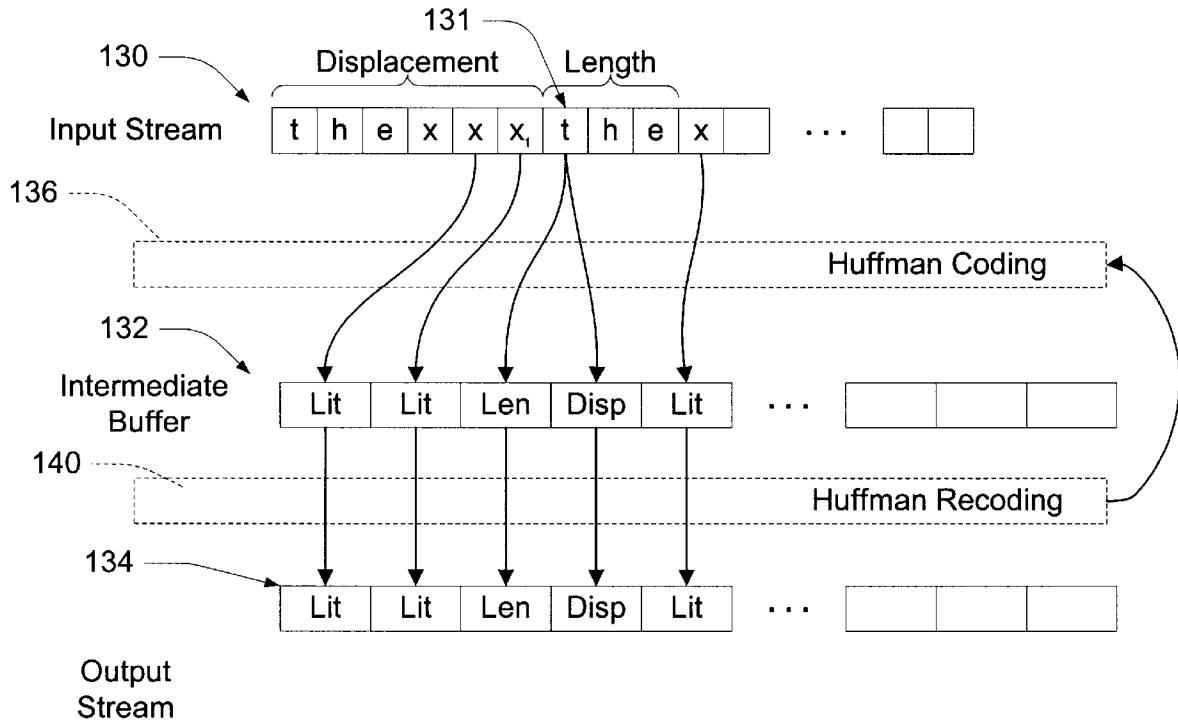 131
130
Displacement Length
Input Stream t h e x x x₁ t h e x ...
136
Huffman Coding
132
Intermediate
Buffer
Lit Lit Len Disp Lit ...
140
Huffman Recoding
134
Lit Lit Len Disp Lit ...
Output
Stream